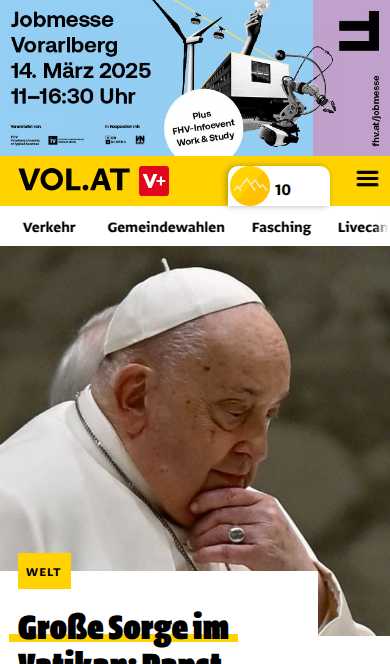 Jobmesse
Vorarlberg
14. März 2025
11–16:30 Uhr
Plus
FHV-Infoevent
Work & Study
fhv.at/jobmesse
VOL.AT V+
10
Verkehr Gemeindewahlen Fasching Livecam
WELT
Große Sorge im
Vatikan: Papst